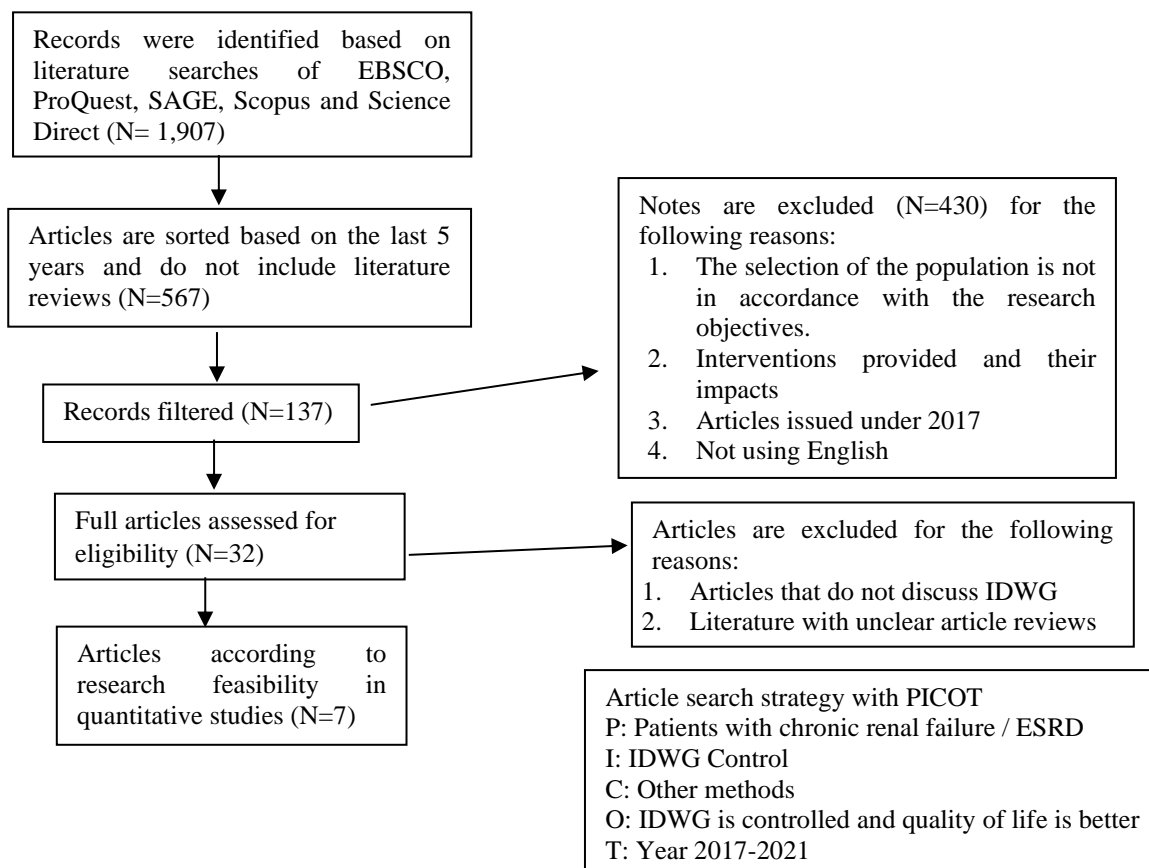 Records were identified based on
literature searches of EBSCO,
ProQuest, SAGE, Scopus and Science
Direct (N= 1,907)
Articles are sorted based on the last 5
years and do not include literature
reviews (N=567)
Records filtered (N=137)
Notes are excluded (N=430) for the
following reasons:
1. The selection of the population is not
in accordance with the research
objectives.
2. Interventions provided and their
impacts
3. Articles issued under 2017
4. Not using English
Full articles assessed for
eligibility (N=32)
Articles are excluded for the following
reasons:
1. Articles that do not discuss IDWG
2. Literature with unclear article reviews
Articles according to
research feasibility in
quantitative studies (N=7)
Article search strategy with PICOT
P: Patients with chronic renal failure / ESRD
I: IDWG Control
C: Other methods
O: IDWG is controlled and quality of life is better
T: Year 2017-2021